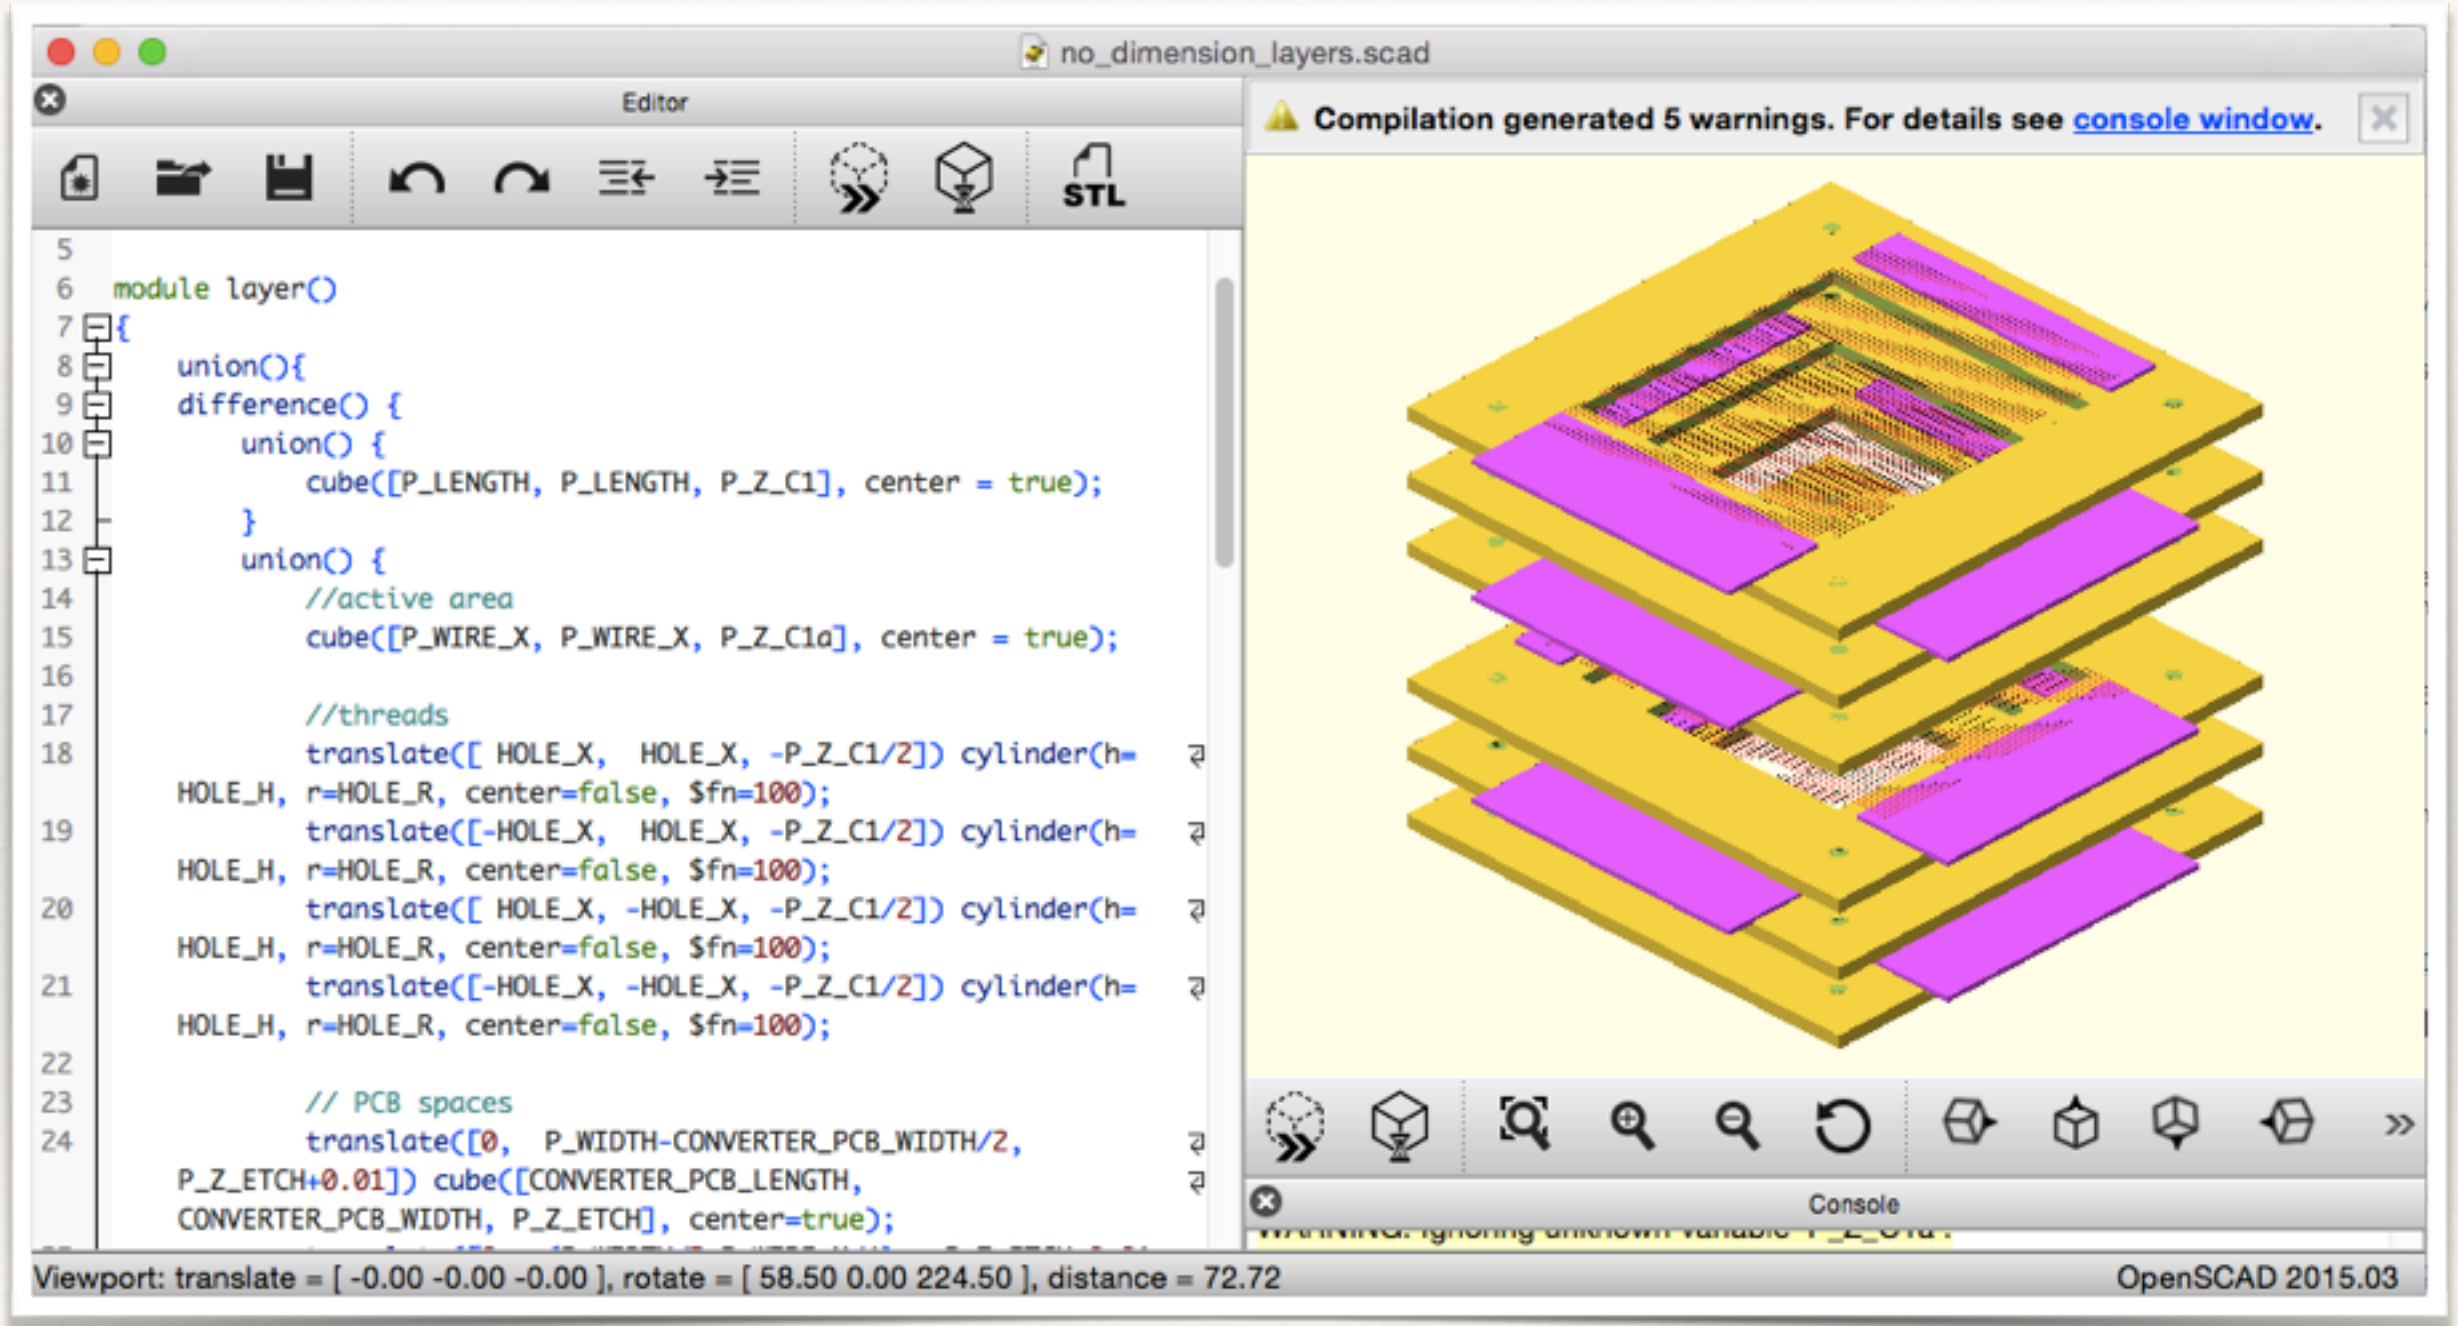 no_dimension_layers.scad
Editor
STL
5
6 module layer()
7 {
8 union(){
9 difference() {
10 union() {
11 cube([P_LENGTH, P_LENGTH, P_Z_C1], center = true);
12 }
13 union() {
14 //active area
15 cube([P_WIRE_X, P_WIRE_X, P_Z_C1a], center = true);
16
17 //threads
18 translate([ HOLE_X, HOLE_X, -P_Z_C1/2]) cylinder(h=
HOLE_H, r=HOLE_R, center=false, $fn=100);
19 translate([-HOLE_X, HOLE_X, -P_Z_C1/2]) cylinder(h=
HOLE_H, r=HOLE_R, center=false, $fn=100);
20 translate([ HOLE_X, -HOLE_X, -P_Z_C1/2]) cylinder(h=
HOLE_H, r=HOLE_R, center=false, $fn=100);
21 translate([-HOLE_X, -HOLE_X, -P_Z_C1/2]) cylinder(h=
HOLE_H, r=HOLE_R, center=false, $fn=100);
22
23 // PCB spaces
24 translate([0, P_WIDTH-CONVERTER_PCB_WIDTH/2,
P_Z_ETCH+0.01]) cube([CONVERTER_PCB_LENGTH,
CONVERTER_PCB_WIDTH, P_Z_ETCH], center=true);
Compilation generated 5 warnings. For details see console window.
Console
WARNING: Ignoring unknown variable 'P_Z_C1a'.
Viewport: translate = [ -0.00 -0.00 -0.00 ], rotate = [ 58.50 0.00 224.50 ], distance = 72.72
OpenSCAD 2015.03